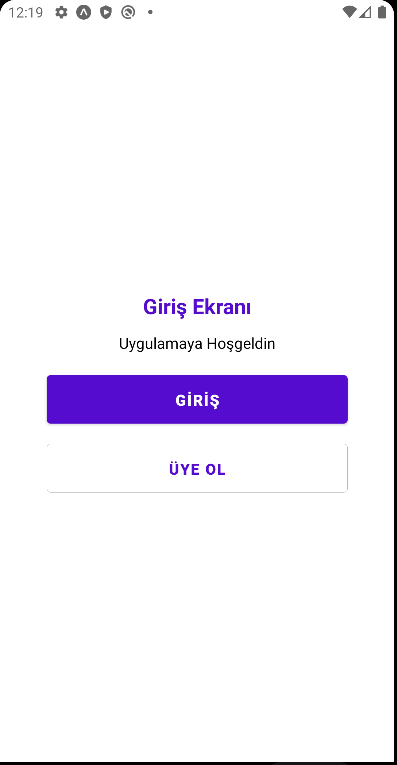 12:19
Giriş Ekranı
Uygulamaya Hoşgeldin
GİRİŞ
ÜYE OL